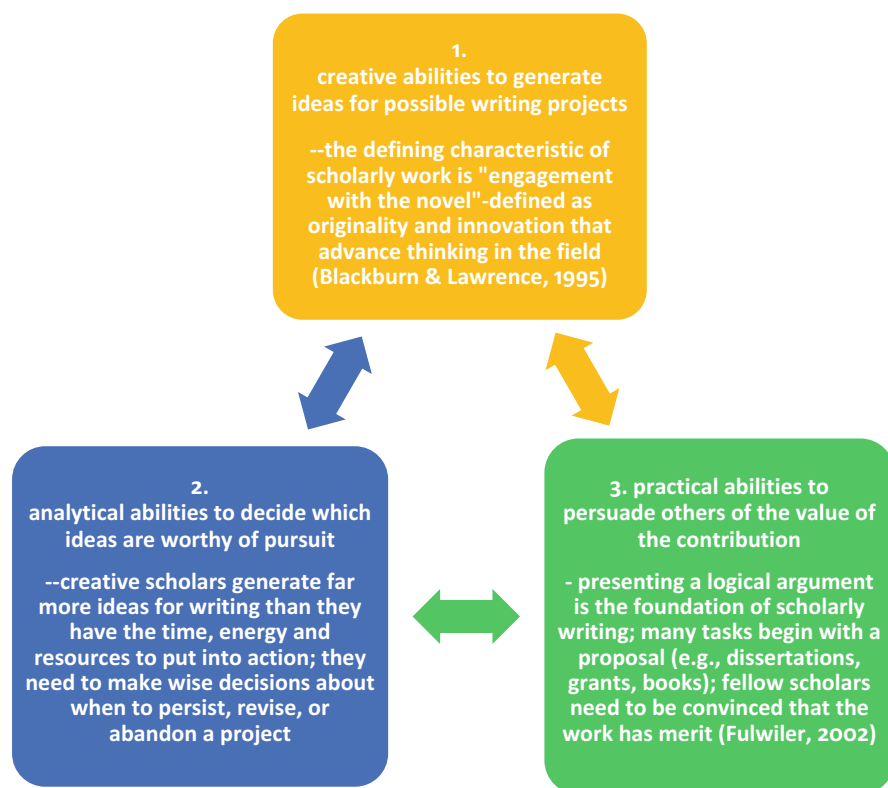 1.
creative abilities to generate
ideas for possible writing projects
--the defining characteristic of
scholarly work is "engagement
with the novel"-defined as
originality and innovation that
advance thinking in the field
(Blackburn & Lawrence, 1995)
2.
analytical abilities to decide which
ideas are worthy of pursuit
--creative scholars generate far
more ideas for writing than they
have the time, energy and
resources to put into action; they
need to make wise decisions about
when to persist, revise, or
abandon a project
3. practical abilities to
persuade others of the value of
the contribution
- presenting a logical argument
is the foundation of scholarly
writing; many tasks begin with a
proposal (e.g., dissertations,
grants, books); fellow scholars
need to be convinced that the
work has merit (Fulwiler, 2002)